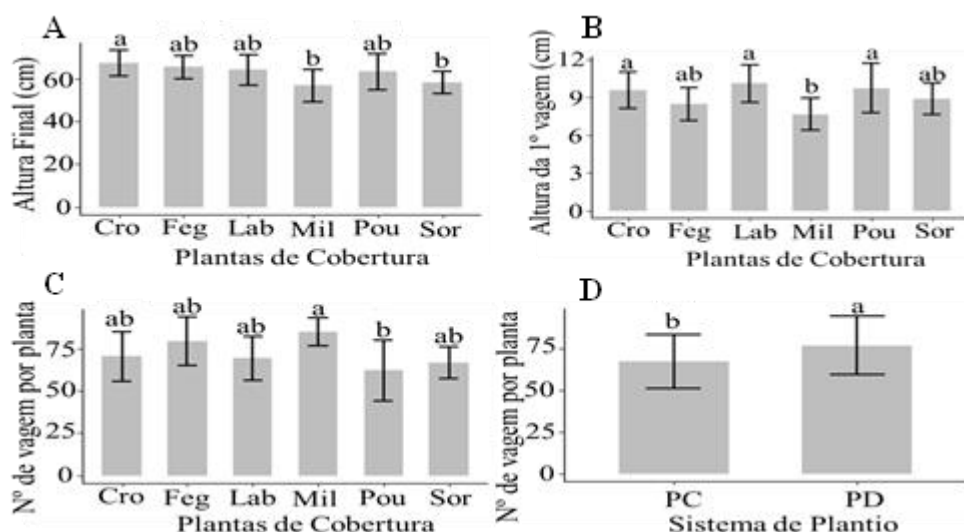 A
Altura Final (cm)
60
40
20
0
a ab ab b ab b
Cro Feg Lab Mil Pou Sor
Plantas de Cobertura
B
Altura da 1º vagem (cm)
12
9
6
3
0
a ab a b a ab
Cro Feg Lab Mil Pou Sor
Plantas de Cobertura
C
Nº de vagem por planta
75
50
25
0
ab ab ab a b ab
Cro Feg Lab Mil Pou Sor
Plantas de Cobertura
D
Nº de vagem por planta
75
50
25
0
b a
PC PD
Sistema de Plantio